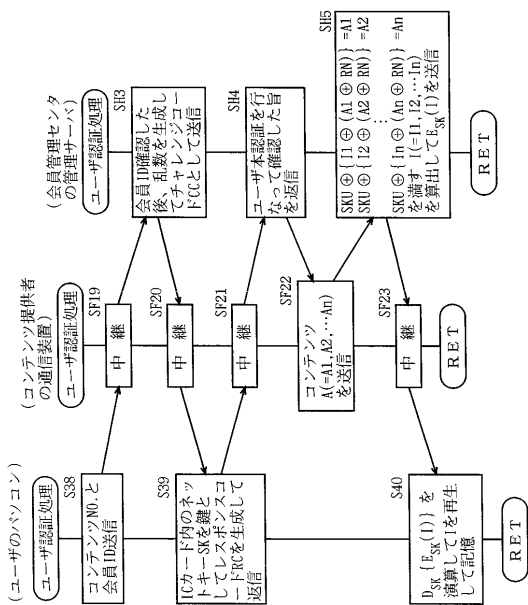 (ユーザのパソコン)
ユーザ認証処理
S38
コンテンツNO.と
会員ID送信
S39
ICカード内のネッ
トキーSKを鍵と
してレスポンスコ
ードRCを生成して
返信
S40
D_SK {E_SK(I)} を
演算してIを再生
して記憶
(コンテンツ提供者
の通信装置)
ユーザ認証処理
SF19
中 継
SF20
中 継
SF21
中 継
SF22
コンテンツ
A(=A1,A2,…An)
を送信
SF23
中 継
RET
(会員管理センタ
の管理サーバ)
ユーザ認証処理
SH3
会員ID確認した
後、乱数を生成し
てチャレンジコー
ドCCとして送信
SH4
ユーザ本認証を行
なって確認した旨
を返信
SH5
SKU ⊕ {I1 ⊕ (A1 ⊕ RN)} =A1
SKU ⊕ {I2 ⊕ (A2 ⊕ RN)} =A2
⋮
SKU ⊕ {In ⊕ (An ⊕ RN)} =An
を満す I(=I1,I2,…In)
を算出してE_SK(I)を送信
RET